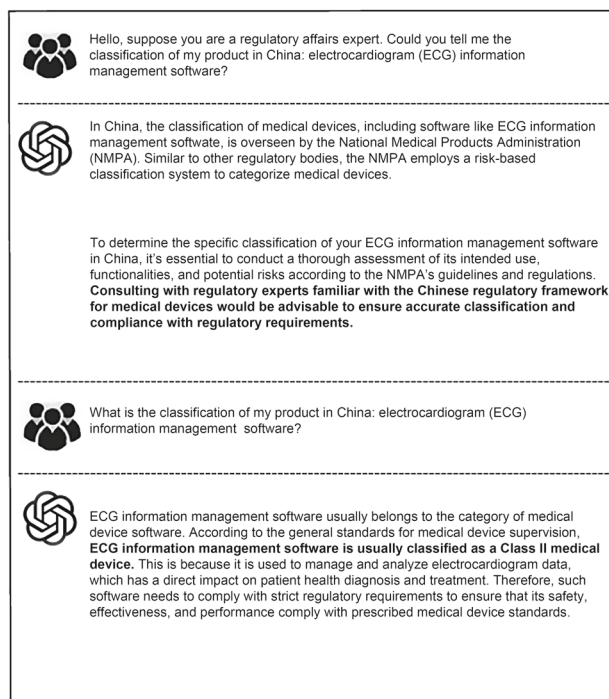 Hello, suppose you are a regulatory affairs expert. Could you tell me the
classification of my product in China: electrocardiogram (ECG) information
management software?
In China, the classification of medical devices, including software like ECG information
management softwate, is overseen by the National Medical Products Administration
(NMPA). Similar to other regulatory bodies, the NMPA employs a risk-based
classification system to categorize medical devices.
To determine the specific classification of your ECG information management software
in China, it's essential to conduct a thorough assessment of its intended use,
functionalities, and potential risks according to the NMPA's guidelines and regulations.
Consulting with regulatory experts familiar with the Chinese regulatory framework
for medical devices would be advisable to ensure accurate classification and
compliance with regulatory requirements.
What is the classification of my product in China: electrocardiogram (ECG)
information management software?
ECG information management software usually belongs to the category of medical
device software. According to the general standards for medical device supervision,
ECG information management software is usually classified as a Class II medical
device. This is because it is used to manage and analyze electrocardiogram data,
which has a direct impact on patient health diagnosis and treatment. Therefore, such
software needs to comply with strict regulatory requirements to ensure that its safety,
effectiveness, and performance comply with prescribed medical device standards.